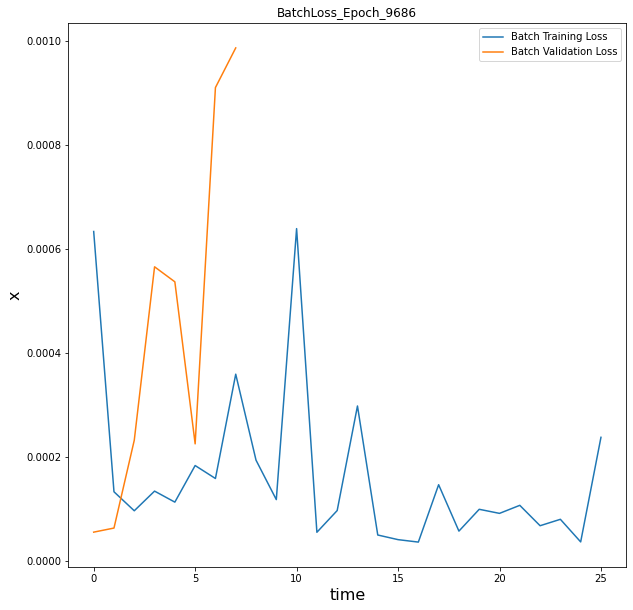 BatchLoss_Epoch_9686
Batch Training Loss
Batch Validation Loss
0.0010
0.0008
0.0006
0.0004
0.0002
0.0000
x
0 5 10 15 20 25
time